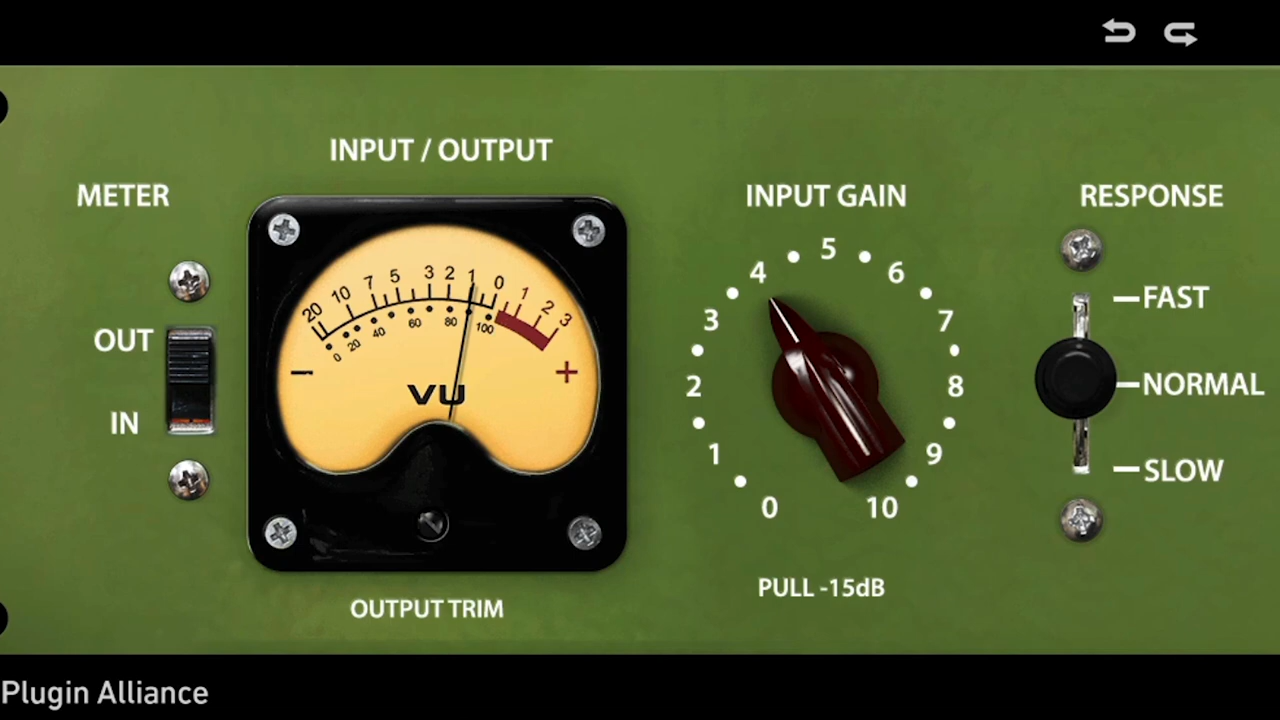 INPUT / OUTPUT
METER
OUT
IN
20 10 7 5 3 2 1 0 1 2 3
0 20 40 60 80 100
− +
VU
OUTPUT TRIM
INPUT GAIN
0 1 2 3 4 5 6 7 8 9 10
PULL -15dB
RESPONSE
FAST
NORMAL
SLOW
Plugin Alliance